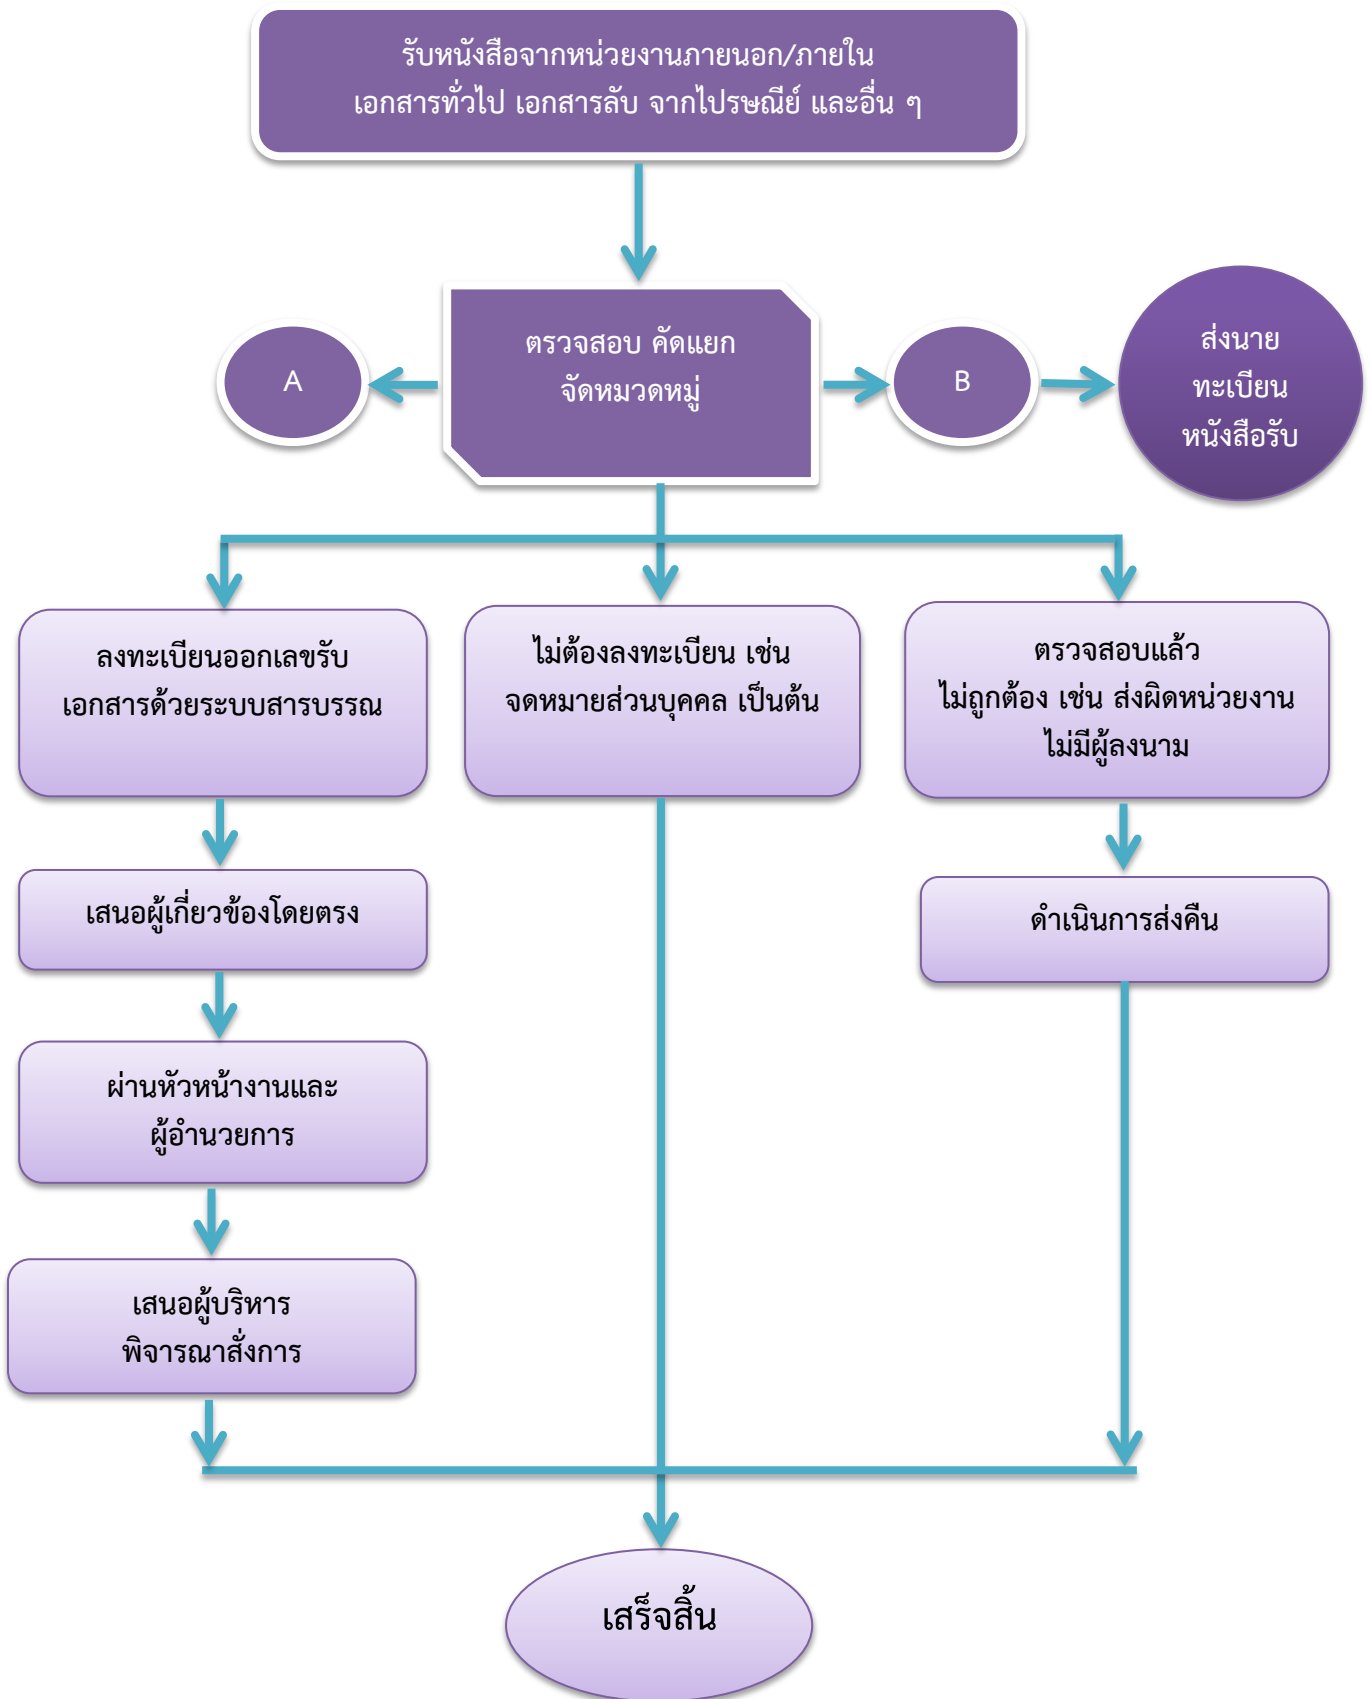 รับหนังสือจากหน่วยงานภายนอก/ภายใน
เอกสารทั่วไป เอกสารลับ จากไปรษณีย์ และอื่น ๆ
A
ตรวจสอบ คัดแยก
จัดหมวดหมู่
B
ส่งนาย
ทะเบียน
หนังสือรับ
ลงทะเบียนออกเลขรับ
เอกสารด้วยระบบสารบรรณ
ไม่ต้องลงทะเบียน เช่น
จดหมายส่วนบุคคล เป็นต้น
ตรวจสอบแล้ว
ไม่ถูกต้อง เช่น ส่งผิดหน่วยงาน
ไม่มีผู้ลงนาม
เสนอผู้เกี่ยวข้องโดยตรง
ดำเนินการส่งคืน
ผ่านหัวหน้างานและ
ผู้อำนวยการ
เสนอผู้บริหาร
พิจารณาสั่งการ
เสร็จสิ้น